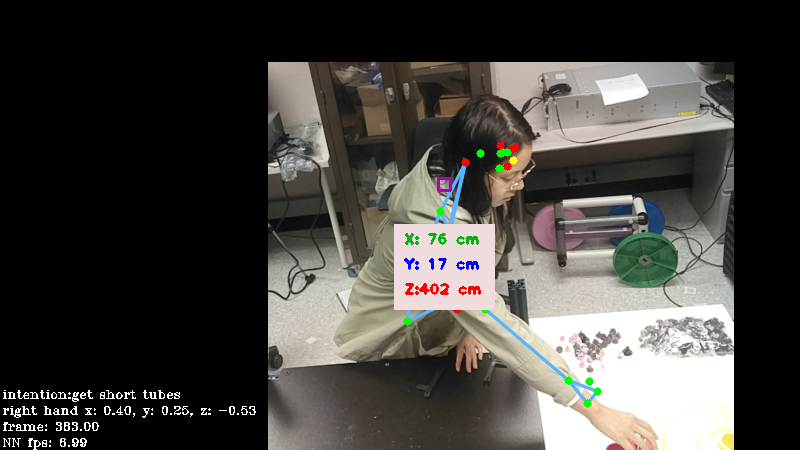 X: 76 cm
Y: 17 cm
Z:402 cm
intention:get short tubes
right hand x: 0.40, y: 0.25, z: −0.53
frame: 383.00
NN fps: 6.99